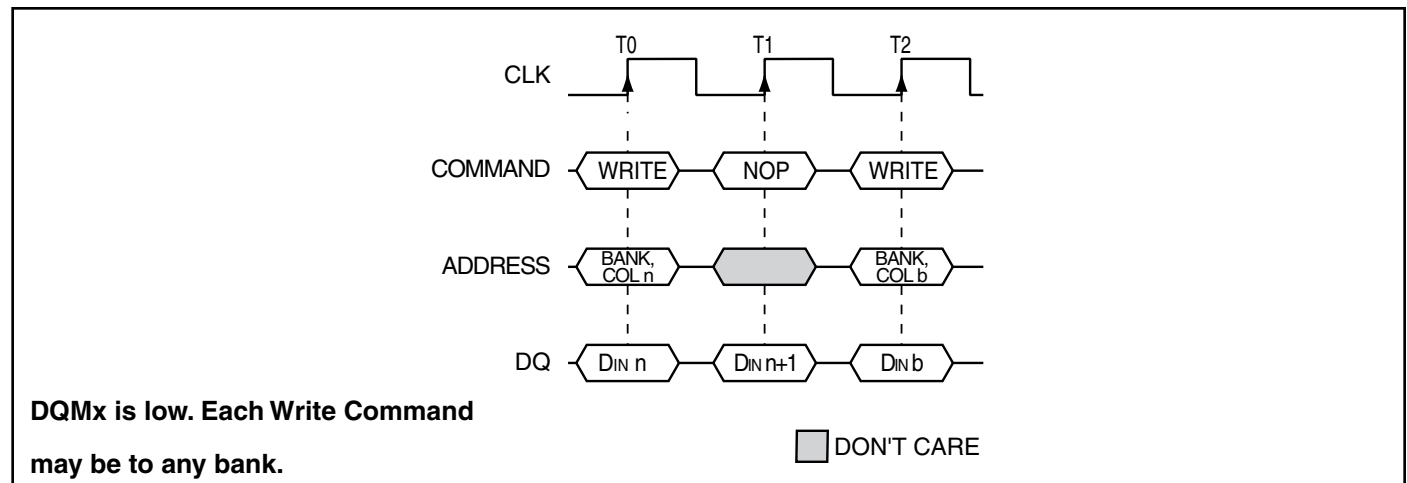 T0 T1 T2
CLK
COMMAND WRITE NOP WRITE
ADDRESS BANK, COL n BANK, COL b
DQ DIN n DIN n+1 DIN b
DQMx is low. Each Write Command
may be to any bank.
DON'T CARE